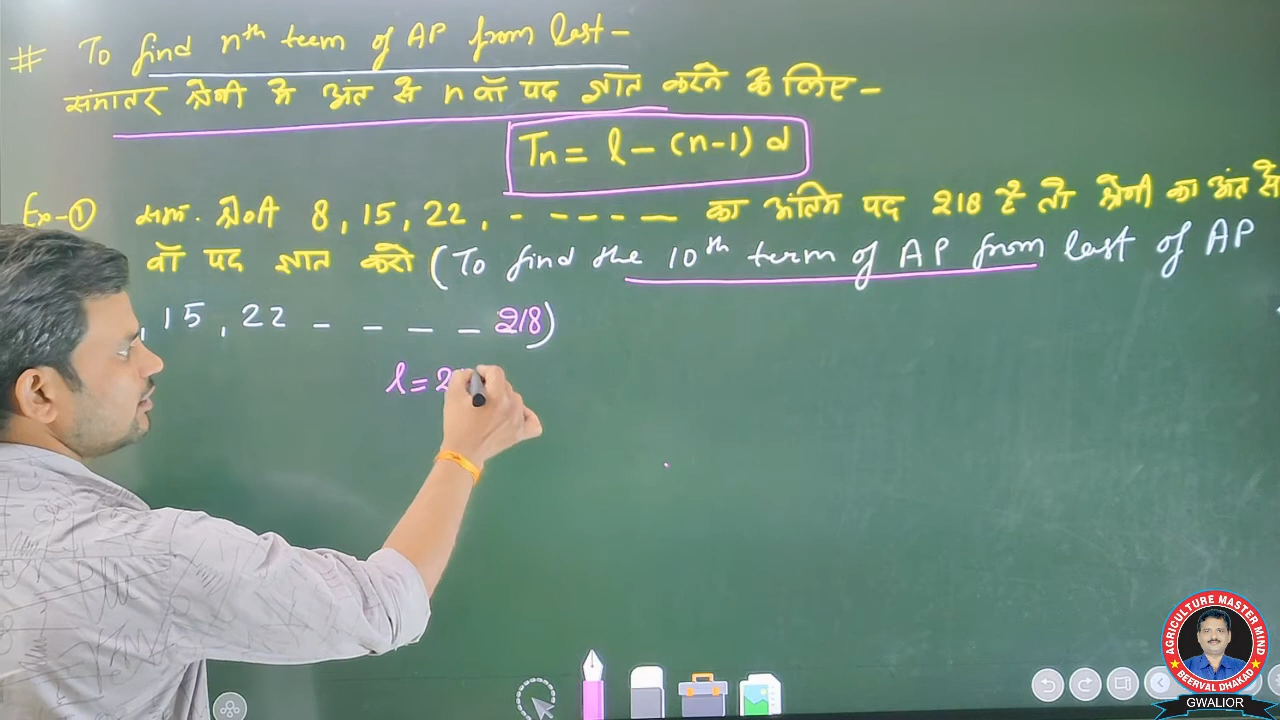 # To find nth term of AP from last -
समांतर श्रेणी में अंत से n वाँ पद ज्ञात करने के लिए -
Tn = l - (n-1) d
Ex-① समा. श्रेणी 8, 15, 22, - - - - - का अंतिम पद 218 है तो श्रेणी का अंत से
वाँ पद ज्ञात करो (To find the 10th term of AP from last of AP
, 15, 22 - - - - 218)
l = 2
AGRICULTURE MASTER MIND
BEERVAL DHAKAD
GWALIOR